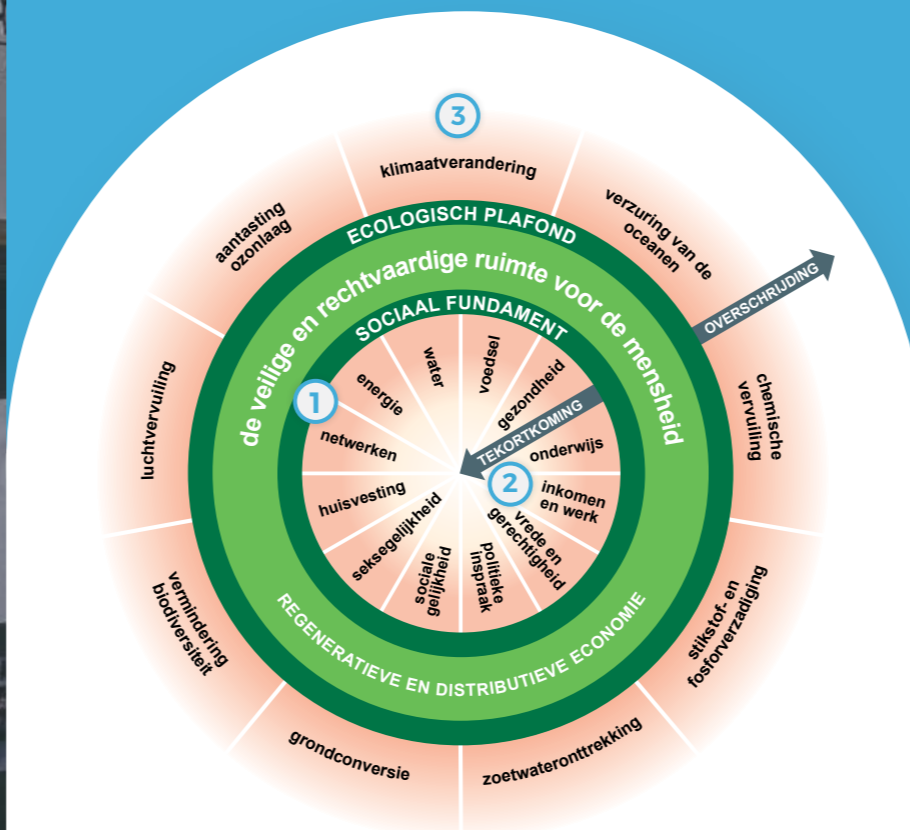 3
klimaatverandering
verzuring van de
oceanen
OVERSCHRIJDING
chemische
vervuiling
stikstof- en
fosforverzadiging
zoetwateronttrekking
grondconversie
vermindering
biodiversiteit
luchtvervuiling
aantasting
ozonlaag
ECOLOGISCH PLAFOND
de veilige en rechtvaardige ruimte voor de mensheid
SOCIAAL FUNDAMENT
1
water
voedsel
gezondheid
TEKORTKOMING
onderwijs
2
inkomen
en werk
vrede en
gerechtigheid
politieke
inspraak
sociale
gelijkheid
seksegelijkheid
huisvesting
netwerken
energie
REGENERATIEVE EN DISTRIBUTIEVE ECONOMIE